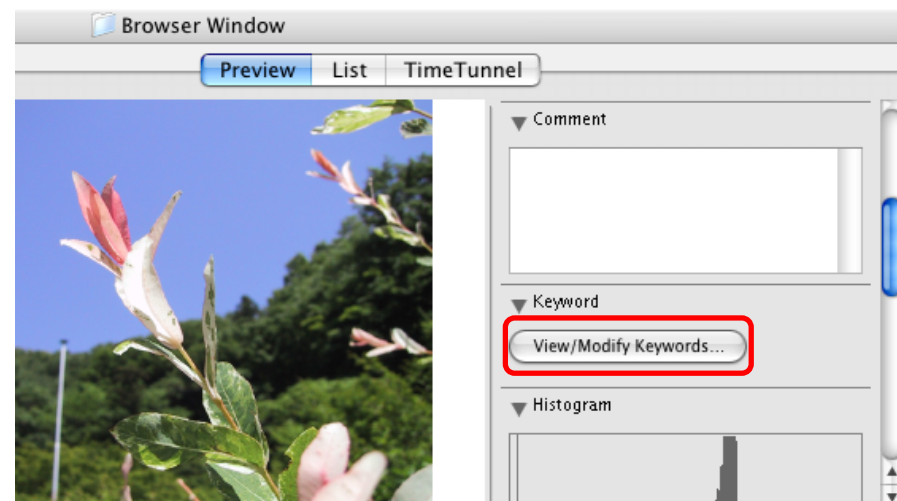 Browser Window
Preview List TimeTunnel
Comment
Keyword
View/Modify Keywords...
Histogram